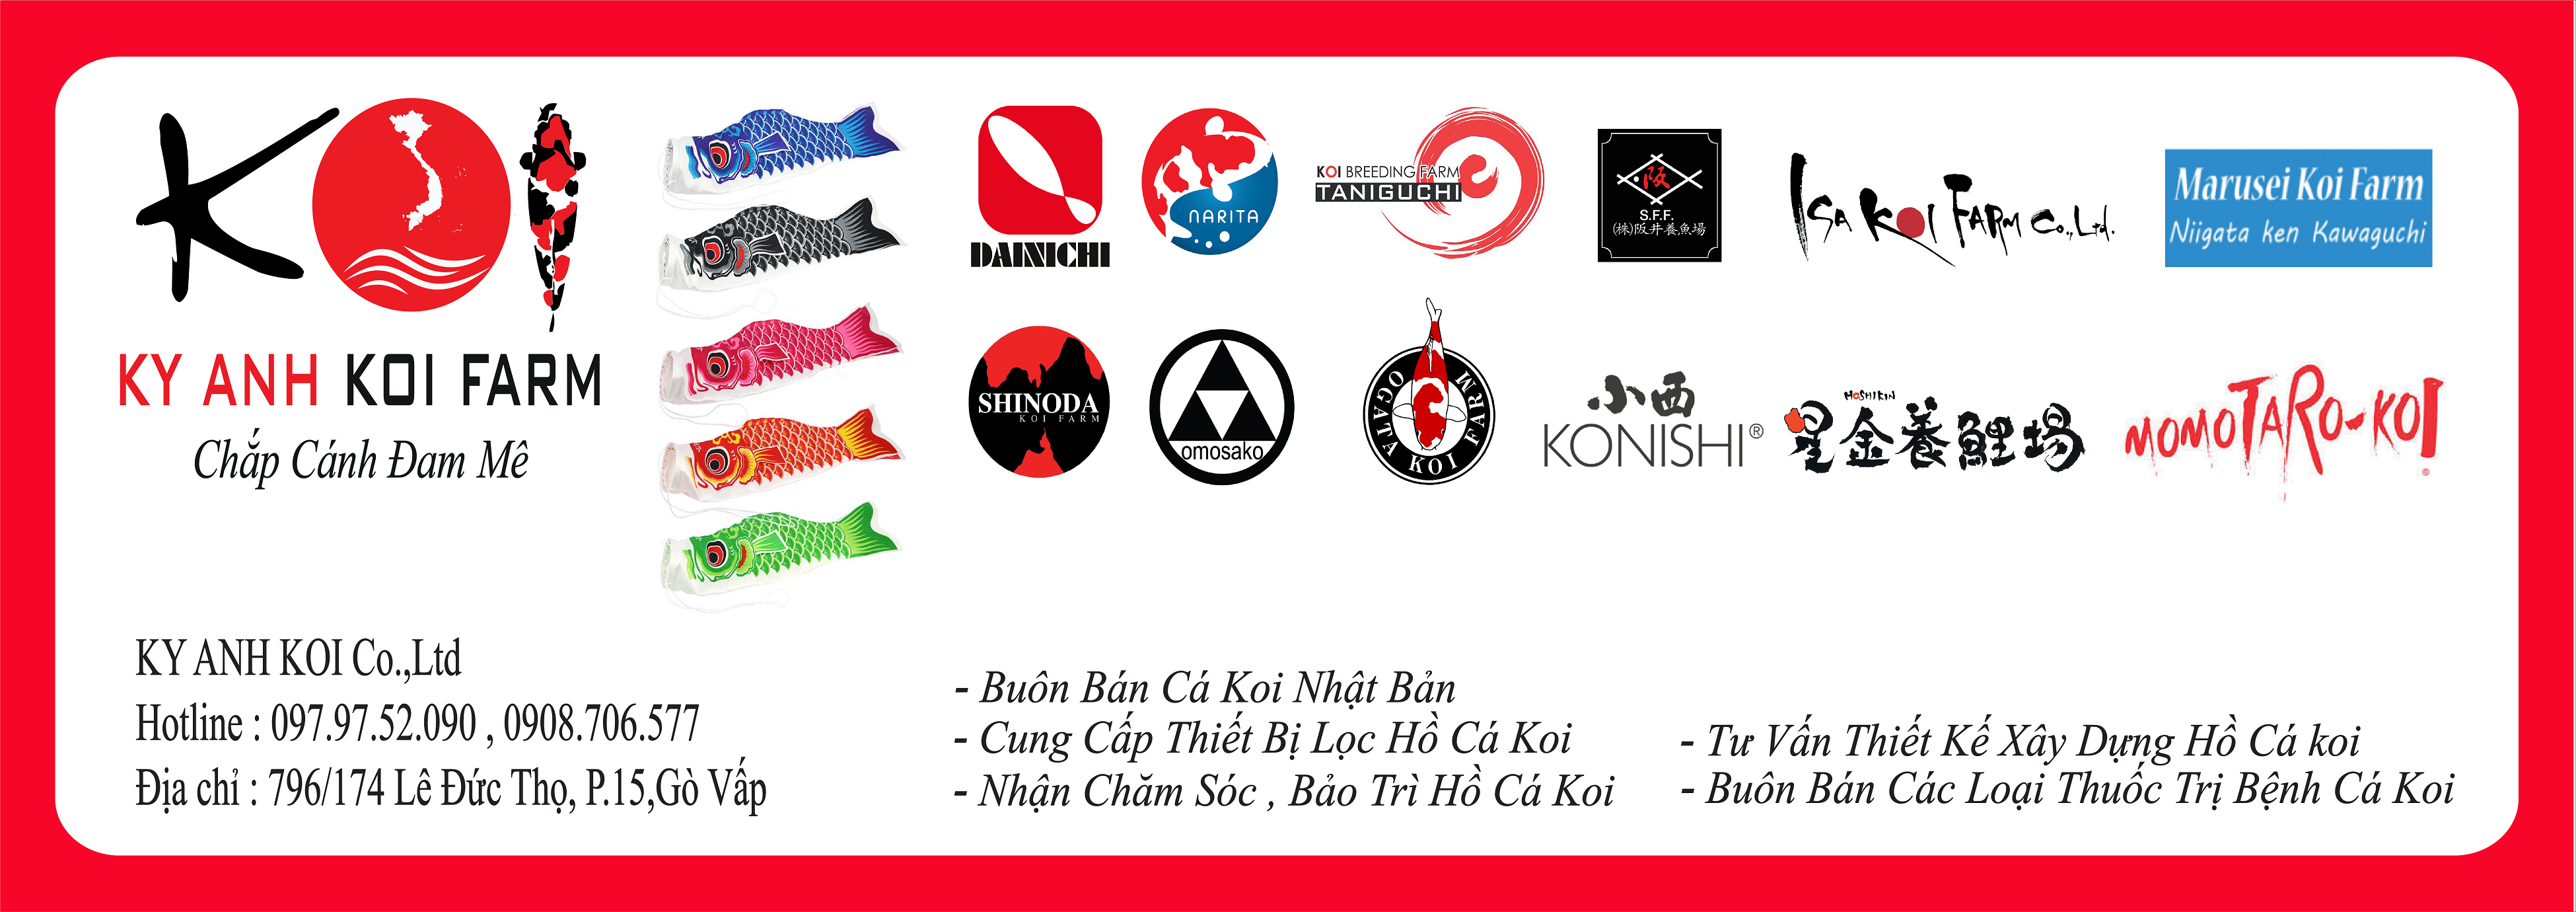 KOI
KY ANH KOI FARM
Chắp Cánh Đam Mê
DAINICHI
NARITA
KOI BREEDING FARM
TANIGUCHI
阪
S.F.F.
(株)阪井養魚場
ISA KOI FARM Co.,Ltd.
Marusei Koi Farm
Niigata ken Kawaguchi
SHINODA
KOI FARM
omosako
OGATA KOI FARM
小西
KONISHI®
HOSHIKIN
星金養鯉場
MOMOTARO-KOI
®
KY ANH KOI Co.,Ltd
Hotline : 097.97.52.090 , 0908.706.577
Địa chỉ : 796/174 Lê Đức Thọ, P.15,Gò Vấp
- Buôn Bán Cá Koi Nhật Bản
- Cung Cấp Thiết Bị Lọc Hồ Cá Koi
- Nhận Chăm Sóc , Bảo Trì Hồ Cá Koi
- Tư Vấn Thiết Kế Xây Dựng Hồ Cá koi
- Buôn Bán Các Loại Thuốc Trị Bệnh Cá Koi